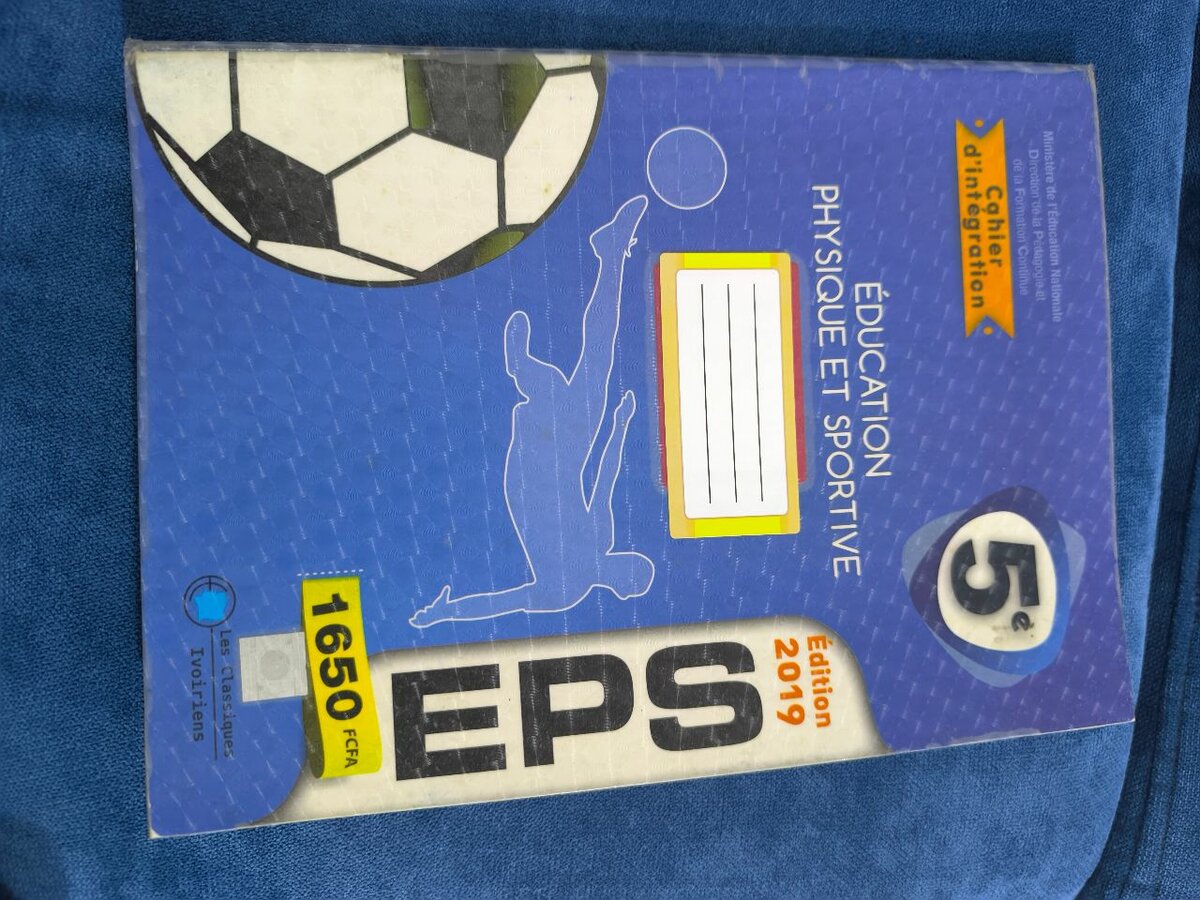 Ministère de l'Éducation Nationale
Direction de la Pédagogie et
de la Formation Continue
Cahier
d'intégration
5e
ÉDUCATION
PHYSIQUE ET SPORTIVE
Édition
2019
EPS
1650 FCFA
Les Classiques
Ivoiriens